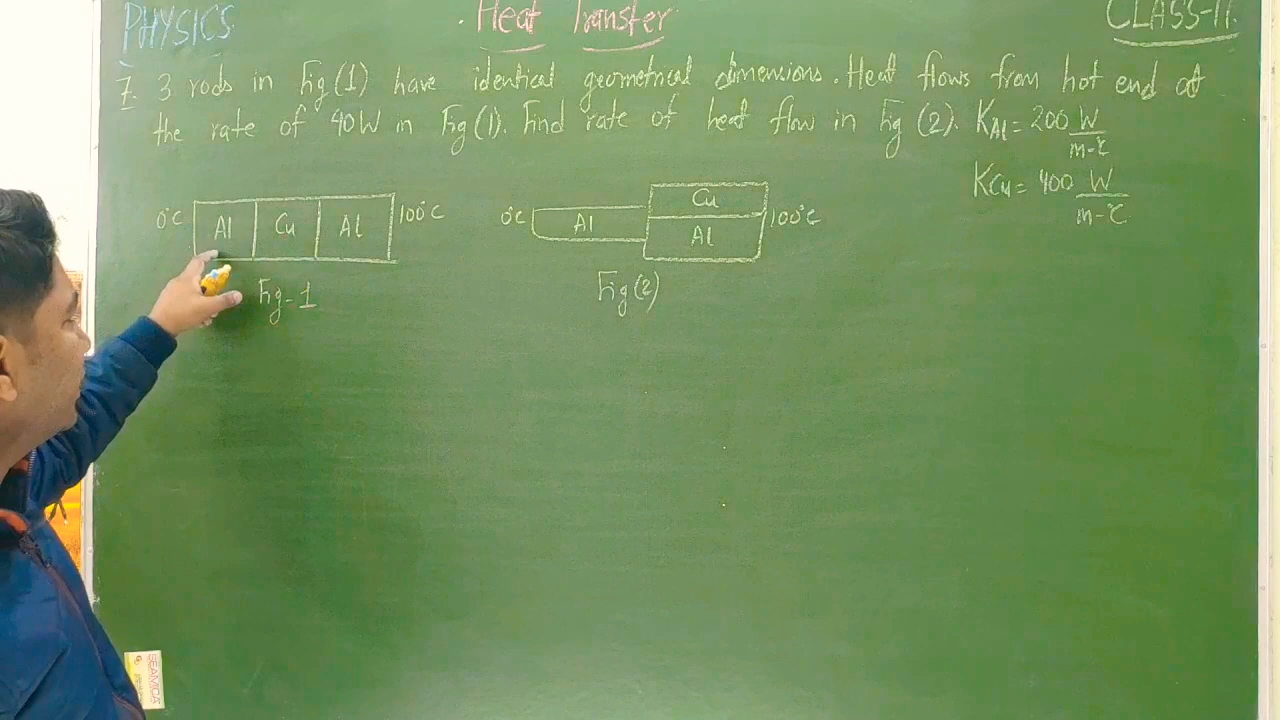 PHYSICS
Heat Transfer
CLASS-11.
7. 3 rods in Fig(1) have identical geometrical dimensions. Heat flows from hot end at
the rate of 40W in Fig(1). Find rate of heat flow in Fig (2). KAl = 200 W/m-°C
KCu = 400 W/m-°C
0°C Al Cu Al 100°C
Fig-1
0°C Al Cu Al 100°C
Fig(2)
SEAMICA